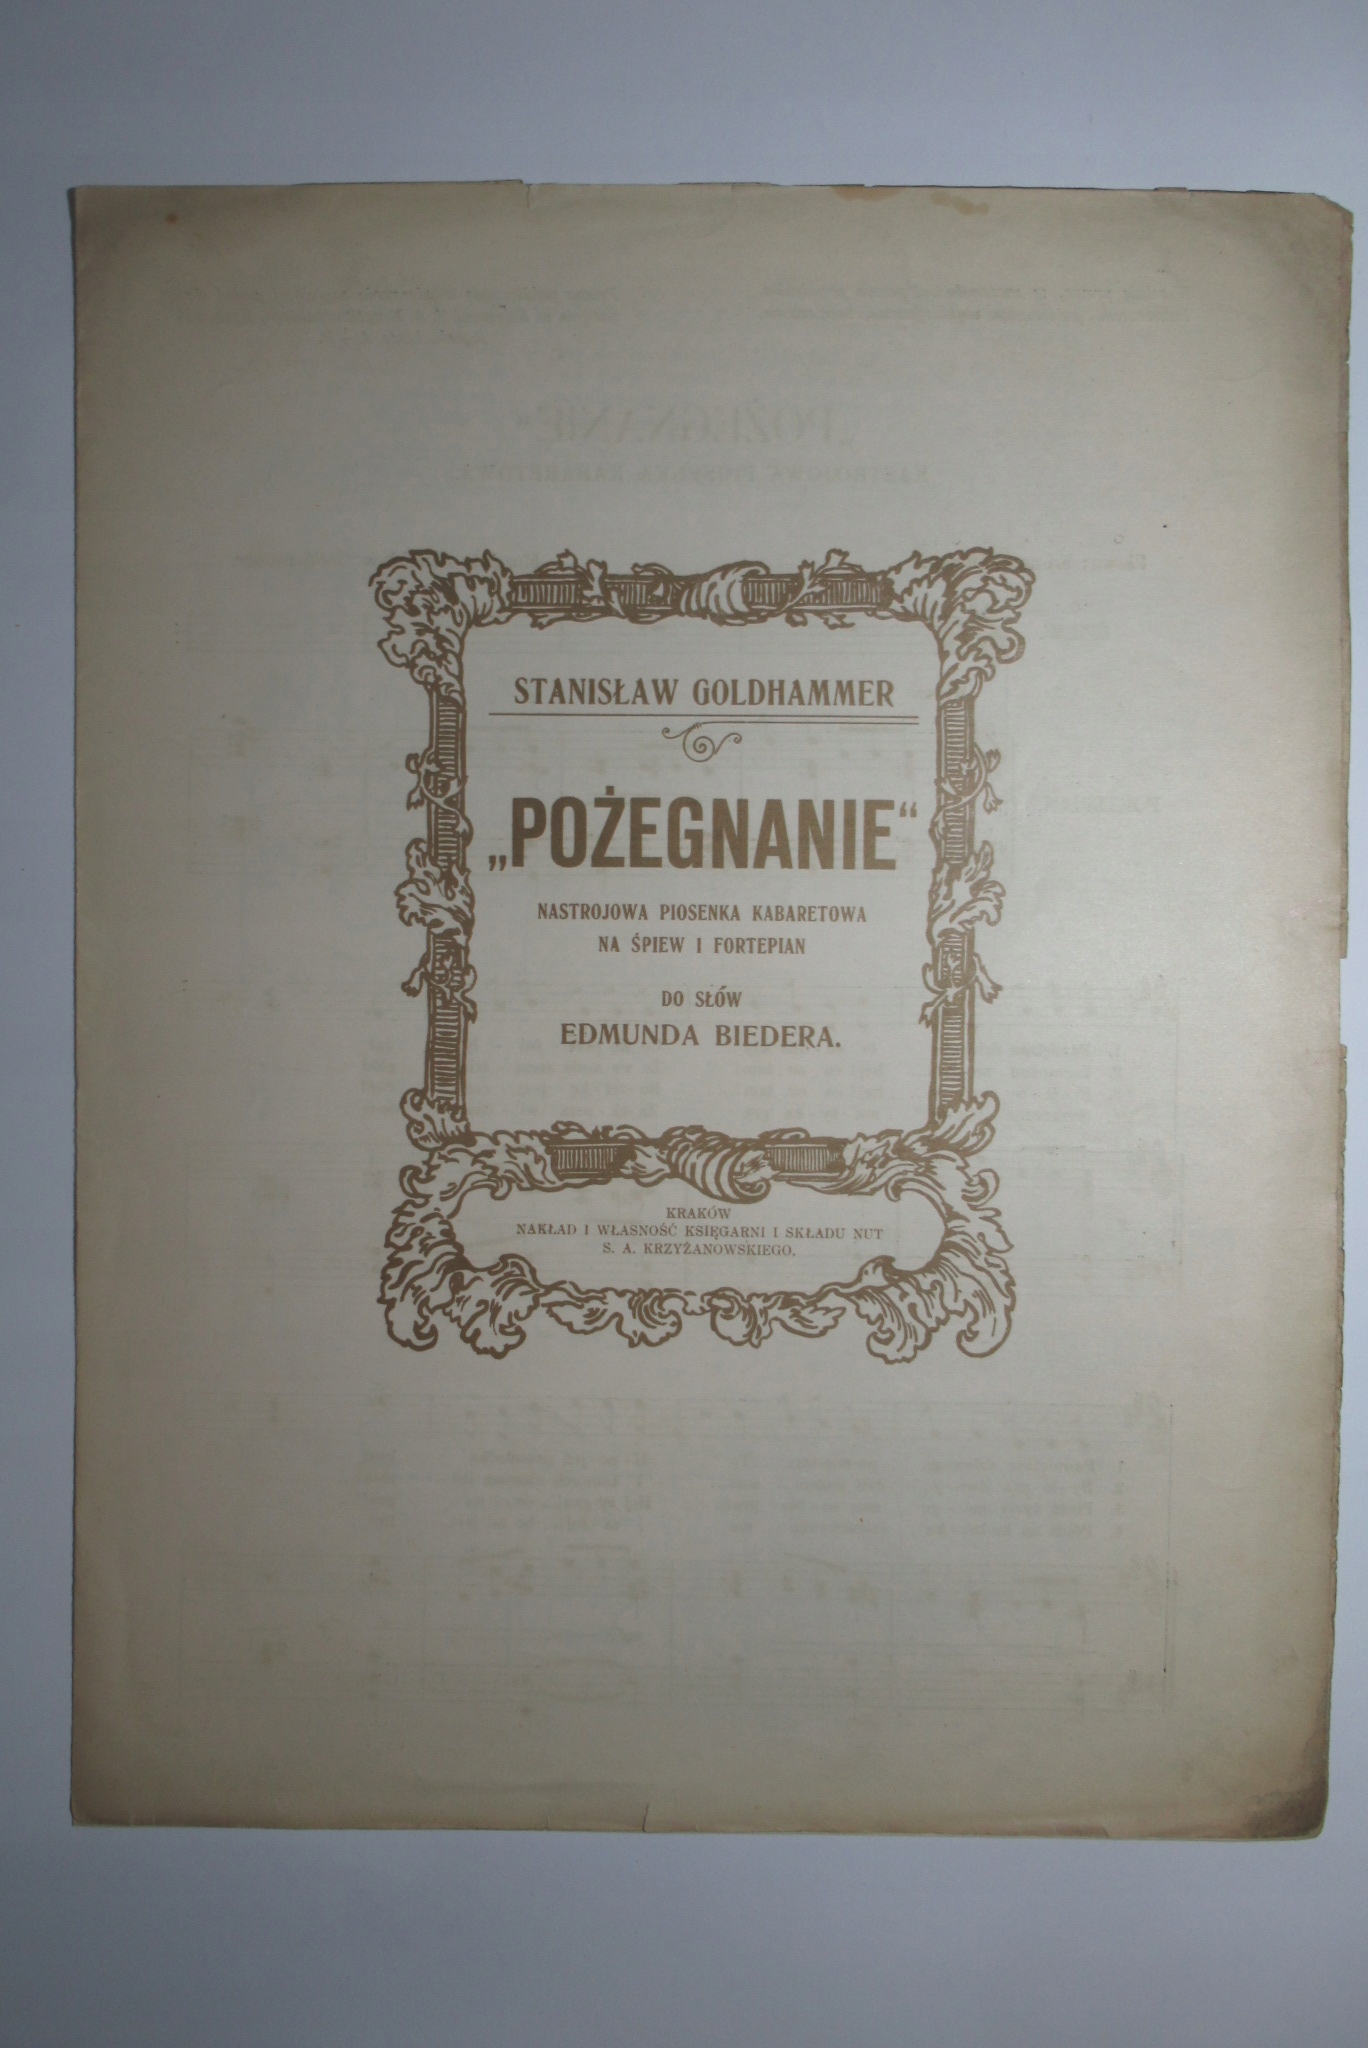 STANISŁAW GOLDHAMMER
„POŻEGNANIE“
NASTROJOWA PIOSENKA KABARETOWA
NA ŚPIEW I FORTEPIAN
DO SŁÓW
EDMUNDA BIEDERA.
KRAKÓW
NAKŁAD I WŁASNOŚĆ KSIĘGARNI I SKŁADU NUT
S. A. KRZYŻANOWSKIEGO.